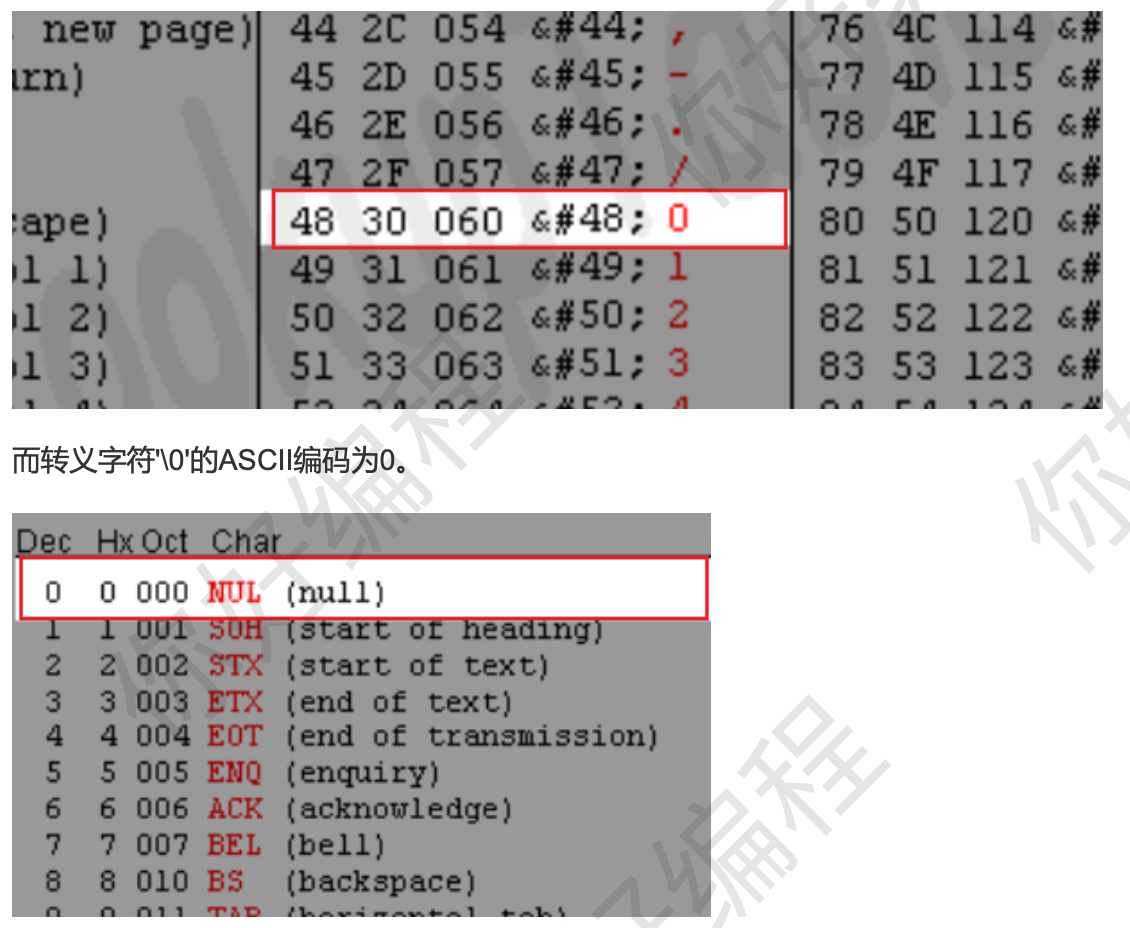 new page) 44 2C 054 &#44; , 76 4C 114 &#
urn) 45 2D 055 &#45; - 77 4D 115 &#
46 2E 056 &#46; . 78 4E 116 &#
47 2F 057 &#47; / 79 4F 117 &#
cape) 48 30 060 &#48; 0 80 50 120 &#
ol 1) 49 31 061 &#49; 1 81 51 121 &#
ol 2) 50 32 062 &#50; 2 82 52 122 &#
ol 3) 51 33 063 &#51; 3 83 53 123 &#
而转义字符'\0'的ASCII编码为0。
Dec Hx Oct Char
0 0 000 NUL (null)
1 1 001 SOH (start of heading)
2 2 002 STX (start of text)
3 3 003 ETX (end of text)
4 4 004 EOT (end of transmission)
5 5 005 ENQ (enquiry)
6 6 006 ACK (acknowledge)
7 7 007 BEL (bell)
8 8 010 BS (backspace)
9 9 011 TAB (horizontal tab)
你好编程